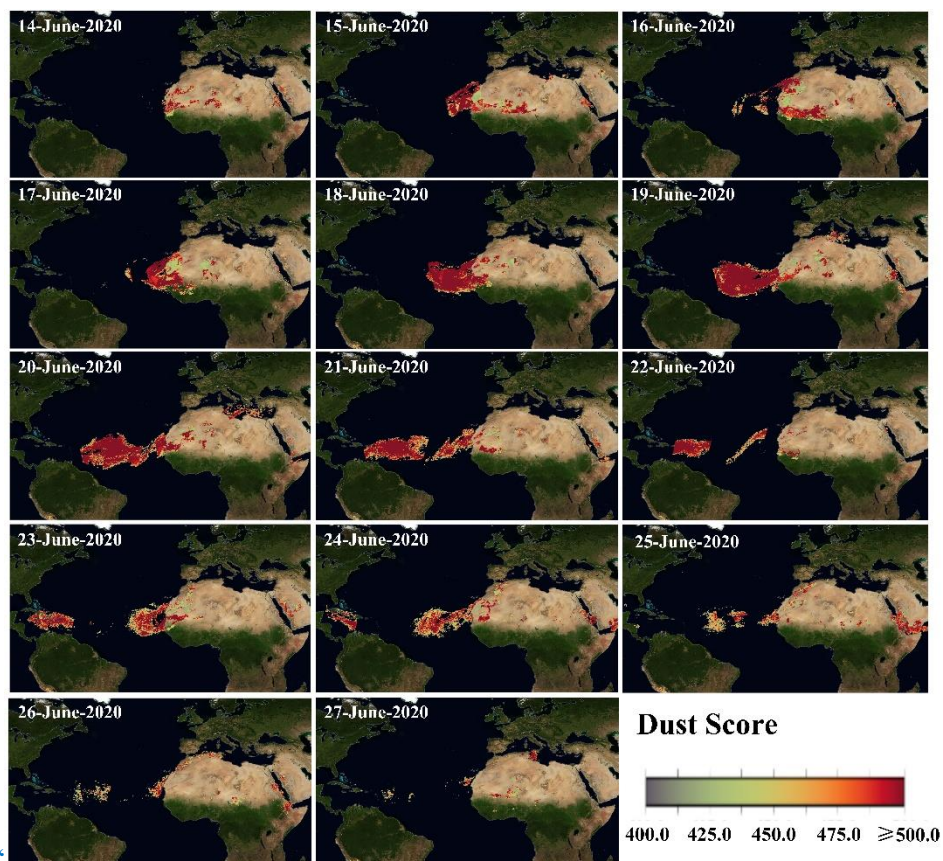 14-June-2020
15-June-2020
16-June-2020
17-June-2020
18-June-2020
19-June-2020
20-June-2020
21-June-2020
22-June-2020
23-June-2020
24-June-2020
25-June-2020
26-June-2020
27-June-2020
Dust Score
400.0 425.0 450.0 475.0 ⩾500.0